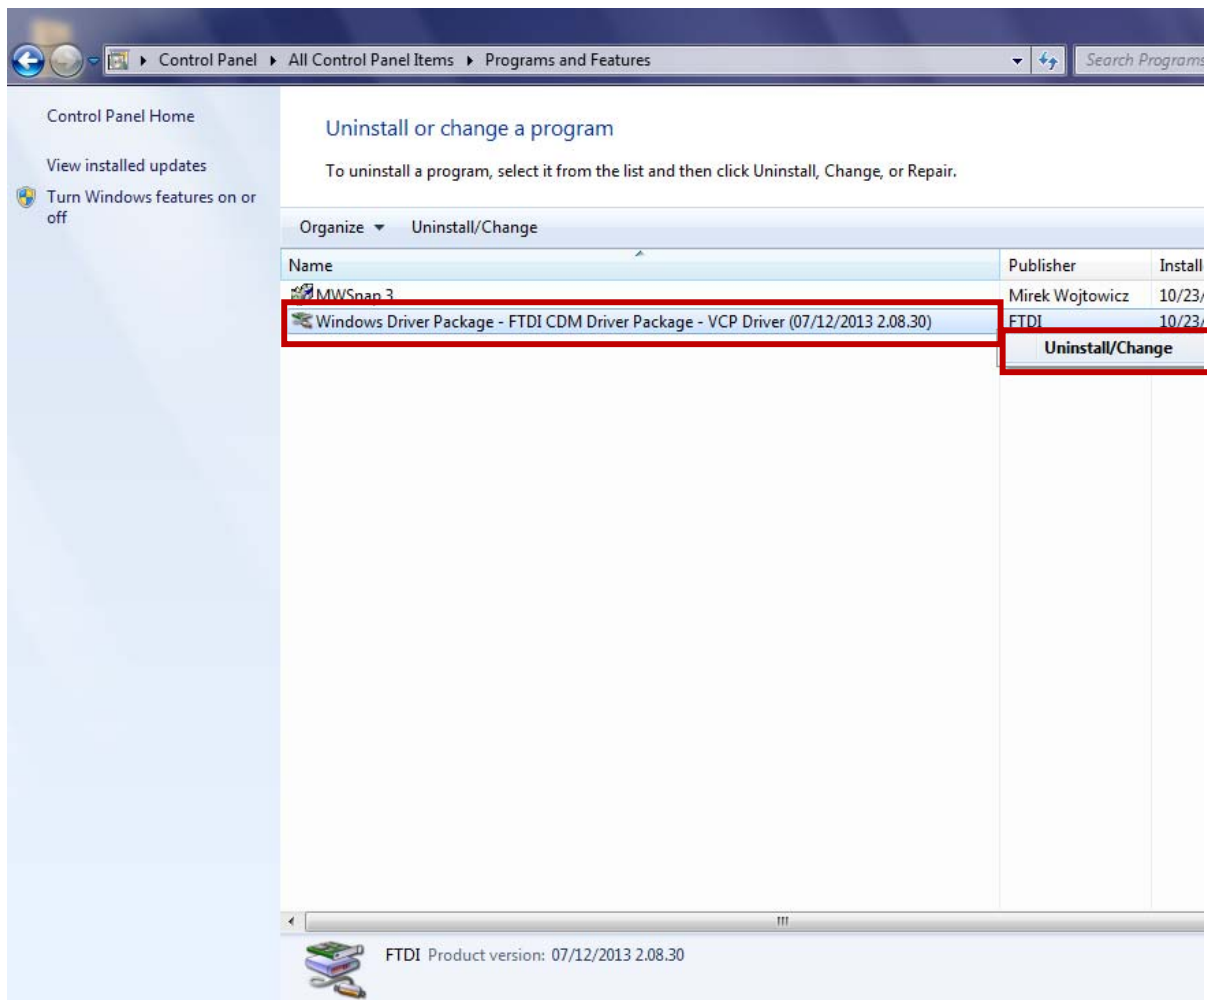 Control Panel All Control Panel Items Programs and Features Search Programs
Control Panel Home
View installed updates
Turn Windows features on or
off
Uninstall or change a program
To uninstall a program, select it from the list and then click Uninstall, Change, or Repair.
Organize Uninstall/Change
Name Publisher Install
MWSnap 3 Mirek Wojtowicz 10/23/
Windows Driver Package - FTDI CDM Driver Package - VCP Driver (07/12/2013 2.08.30) FTDI 10/23/
Uninstall/Change
FTDI Product version: 07/12/2013 2.08.30